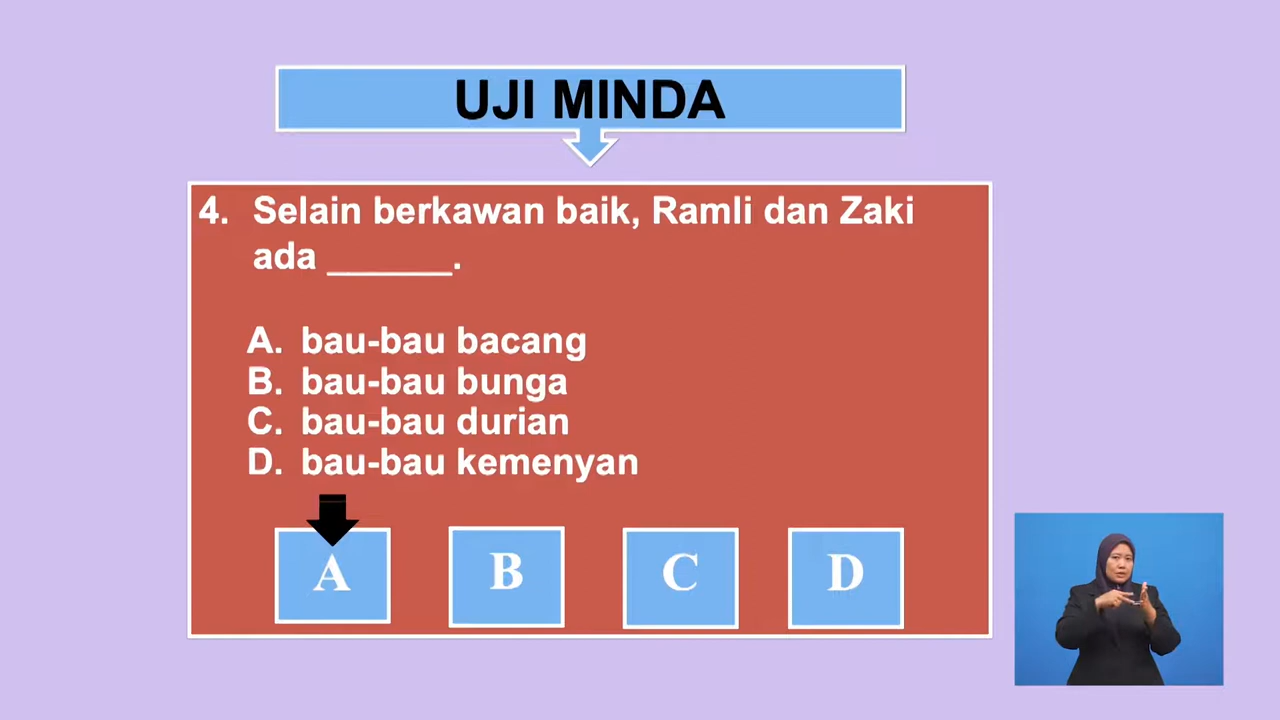 UJI MINDA
4. Selain berkawan baik, Ramli dan Zaki
ada ______.
A. bau-bau bacang
B. bau-bau bunga
C. bau-bau durian
D. bau-bau kemenyan
A B C D